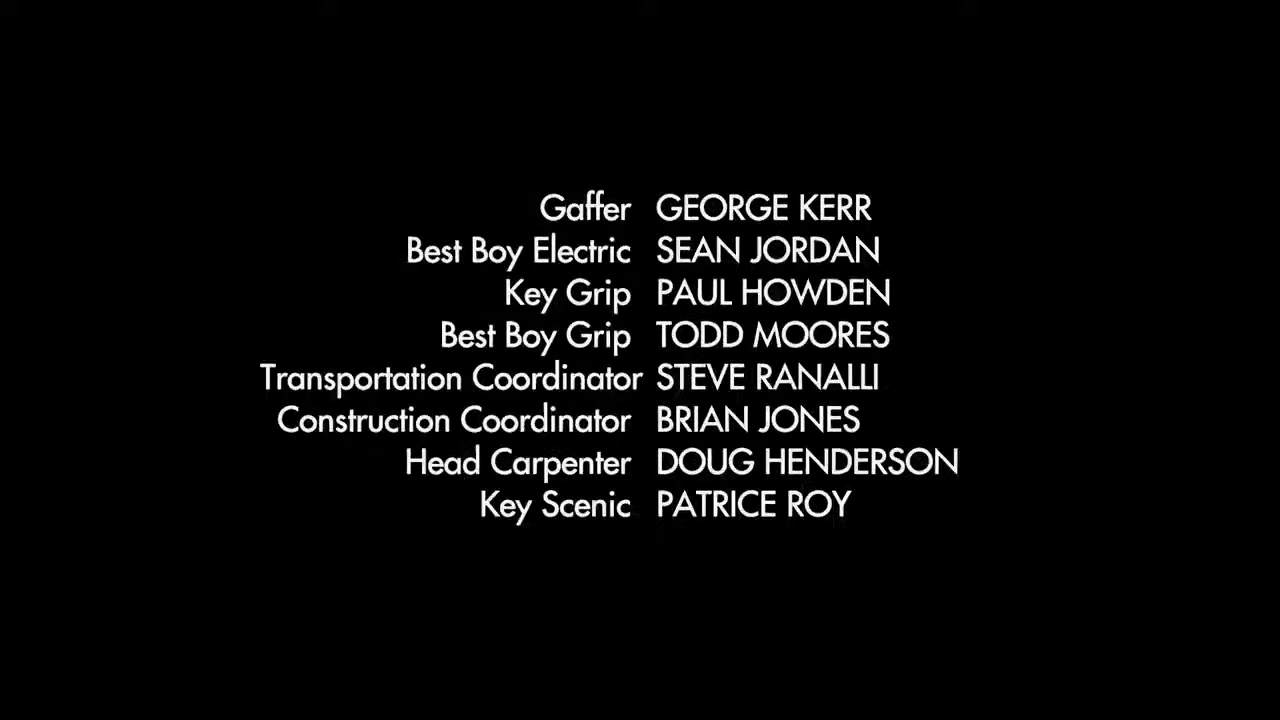 Gaffer GEORGE KERR
Best Boy Electric SEAN JORDAN
Key Grip PAUL HOWDEN
Best Boy Grip TODD MOORES
Transportation Coordinator STEVE RANALLI
Construction Coordinator BRIAN JONES
Head Carpenter DOUG HENDERSON
Key Scenic PATRICE ROY